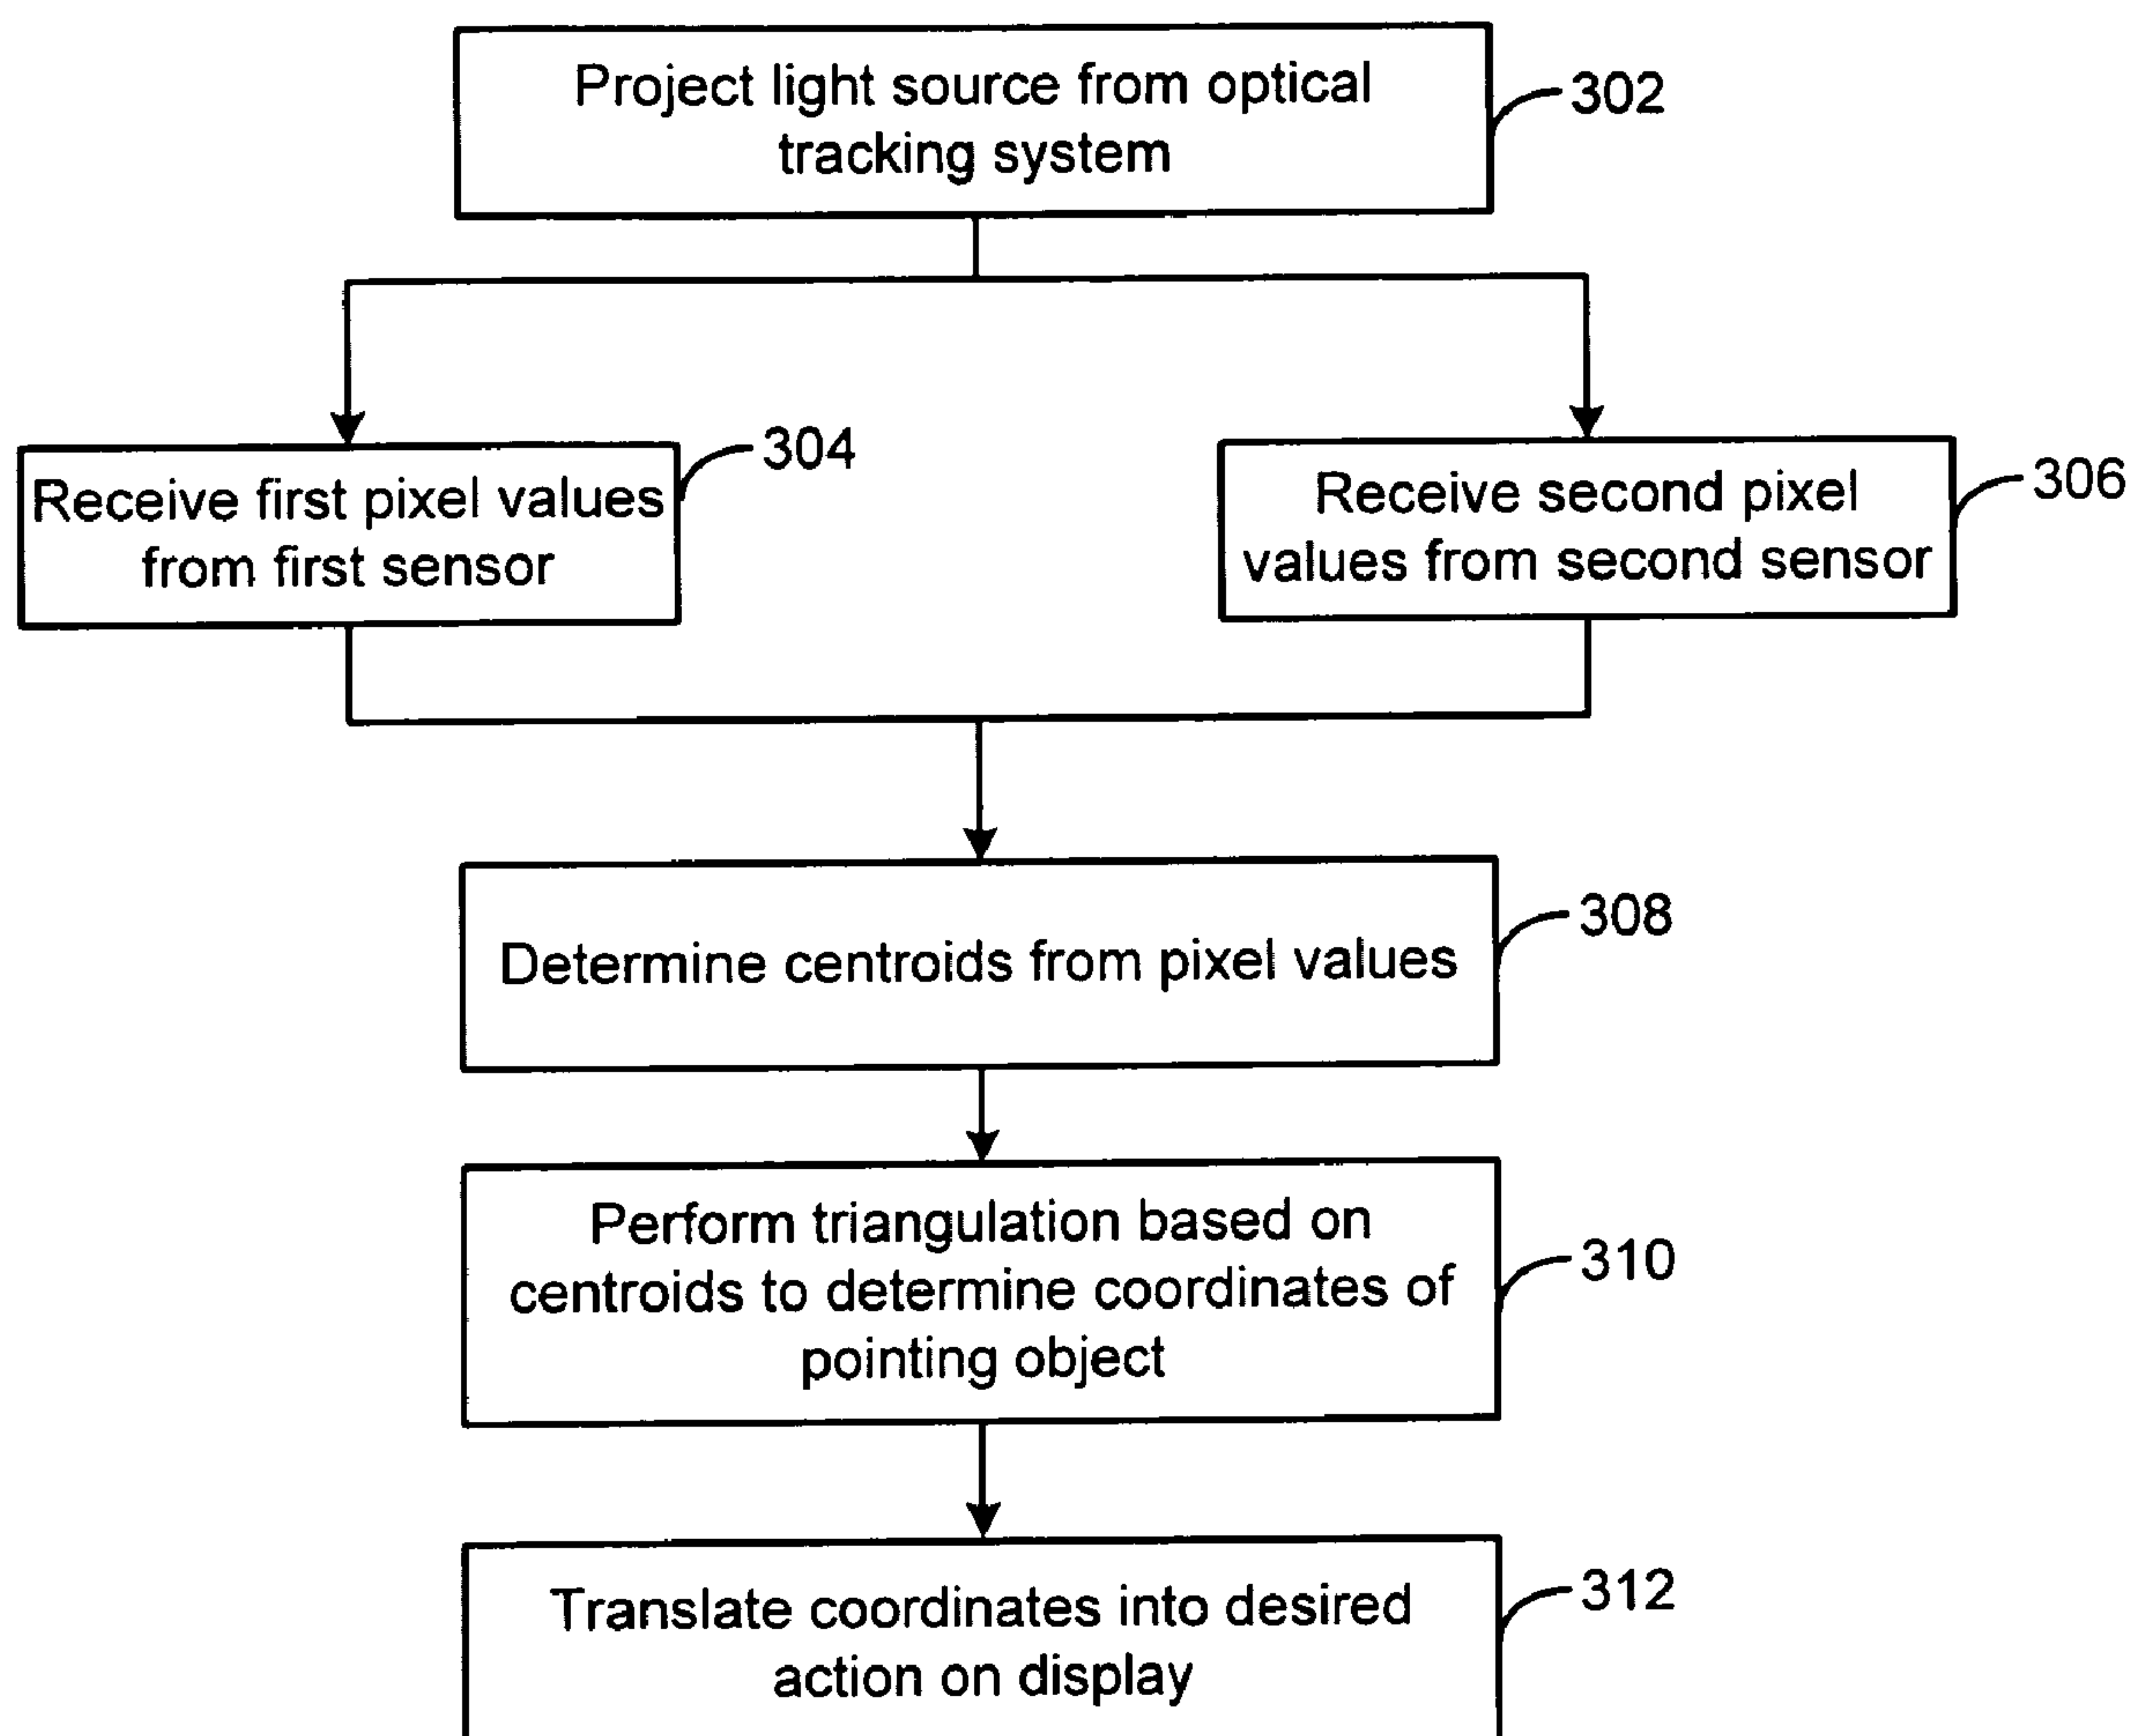 Project light source from optical
tracking system
302
Receive first pixel values
from first sensor
304
Receive second pixel
values from second sensor
306
Determine centroids from pixel values
308
Perform triangulation based on
centroids to determine coordinates of
pointing object
310
Translate coordinates into desired
action on display
312